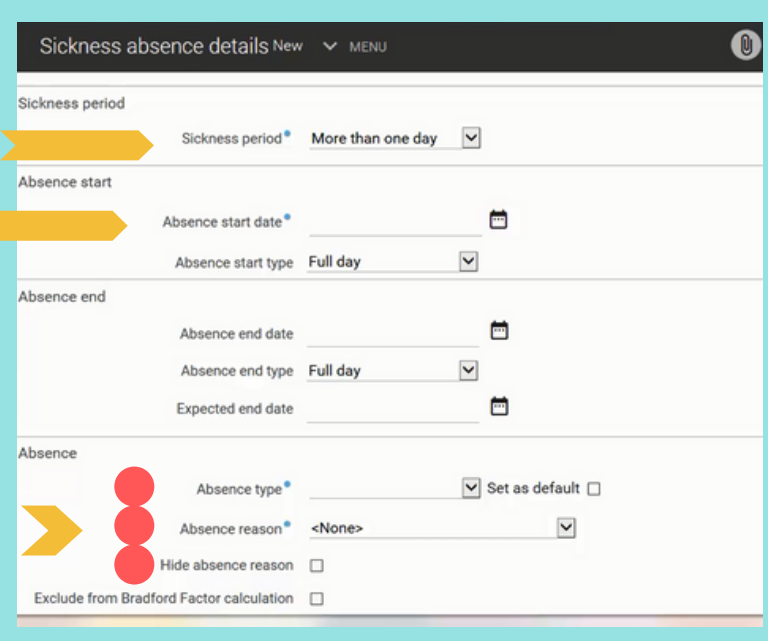 Sickness absence details New MENU
Sickness period
Sickness period More than one day
Absence start
Absence start date
Absence start type Full day
Absence end
Absence end date
Absence end type Full day
Expected end date
Absence
Absence type Set as default
Absence reason <None>
Hide absence reason
Exclude from Bradford Factor calculation